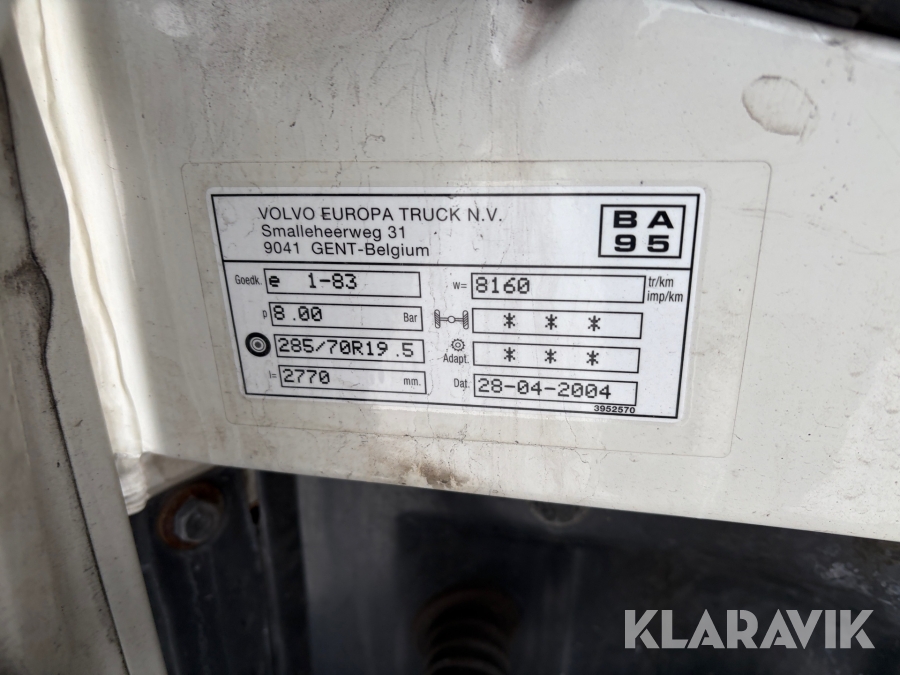 VOLVO EUROPA TRUCK N.V.
Smalleheerweg 31
9041 GENT-Belgium
BA
95
Goedk. e 1-83
w= 8160 tr/km imp/km
p 8.00 Bar
* * *
285/70R19.5
Adapt. * * *
l= 2770 mm.
Dat. 28-04-2004
3952570
KLARAVIK